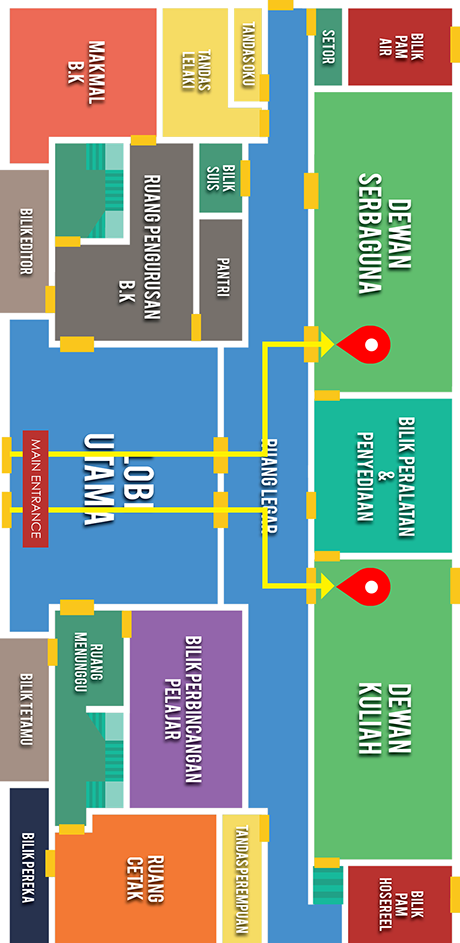 BILIK
PAM
AIR
SETOR
DEWAN
SERBAGUNA
BILIK PERALATAN
&
PENYEDIAAN
DEWAN
KULIAH
BILIK
PAM
HOSEREEL
RUANG LEGAR
TANDAS OKU
TANDAS
LELAKI
BILIK
SUIS
PANTRI
TANDAS PEREMPUAN
MAKMAL
B.K
RUANG PENGURUSAN
B.K
LOBI
UTAMA
BILIK PERBINCANGAN
PELAJAR
RUANG
CETAK
RUANG
MENUNGGU
BILIK EDITOR
MAIN ENTRANCE
BILIK TETAMU
BILIK PEREKA